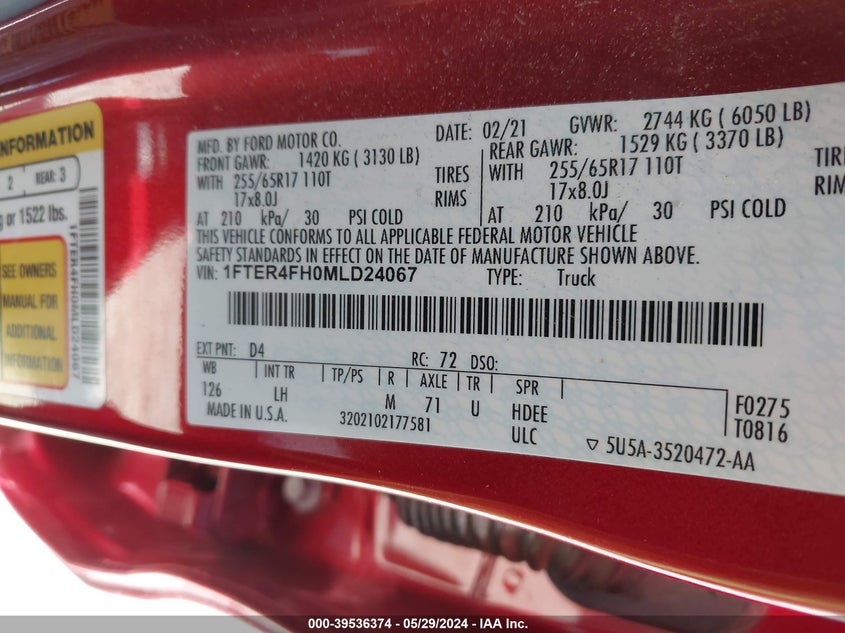 INFORMATION
2 REAR: 3
or 1522 lbs.
SEE OWNERS
MANUAL FOR
ADDITIONAL
INFORMATION
1FTER4FH0MLD24067
MFD. BY FORD MOTOR CO.
DATE: 02/21 GVWR: 2744 KG ( 6050 LB)
FRONT GAWR: 1420 KG ( 3130 LB)
REAR GAWR: 1529 KG ( 3370 LB)
WITH 255/65R17 110T TIRES
WITH 255/65R17 110T TIRE
17x8.0J RIMS
17x8.0J RIMS
AT 210 kPa/ 30 PSI COLD
AT 210 kPa/ 30 PSI COLD
THIS VEHICLE CONFORMS TO ALL APPLICABLE FEDERAL MOTOR VEHICLE
SAFETY STANDARDS IN EFFECT ON THE DATE OF MANUFACTURE SHOWN ABOVE.
VIN: 1FTER4FH0MLD24067 TYPE: Truck
EXT PNT: D4 RC: 72 DSO:
WB INT TR TP/PS R AXLE TR SPR
126 LH M 71 U HDEE F0275
MADE IN U.S.A. 3202102177581 ULC T0816
▽ 5U5A-3520472-AA
000-39536374 — 05/29/2024 — IAA Inc.